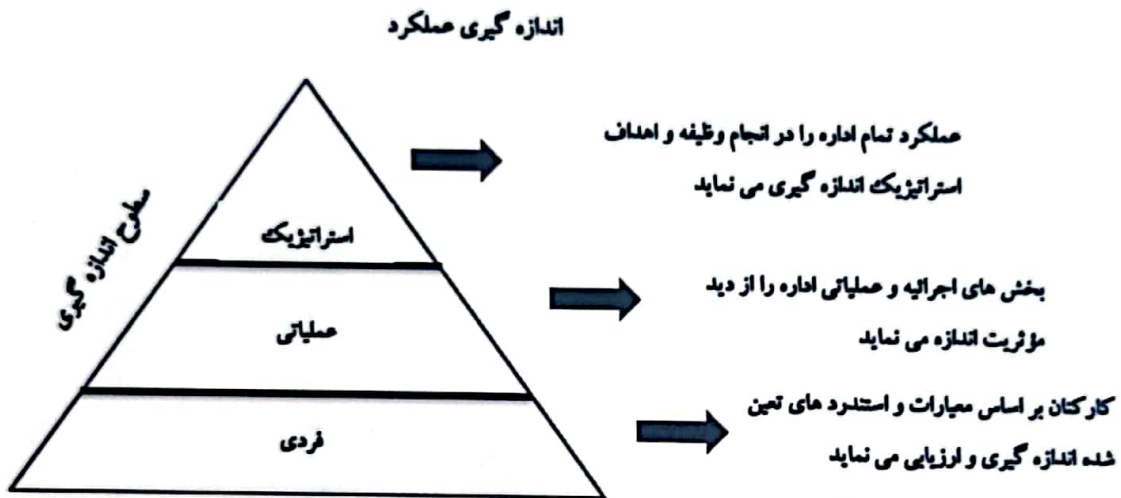 اندازه گیری عملکرد
عملکرد تمام اداره را در انجام وظیفه و اهداف
استراتیژیک اندازه گیری می نماید
سطوح اندازه گیری
استراتیژیک
بخش های اجرائیه و عملیاتی اداره را از دید
مؤثریت اندازه می نماید
عملیاتی
کارکنان بر اساس معیارات و استندرد های تعین
شده اندازه گیری و ارزیابی می نماید
فردی